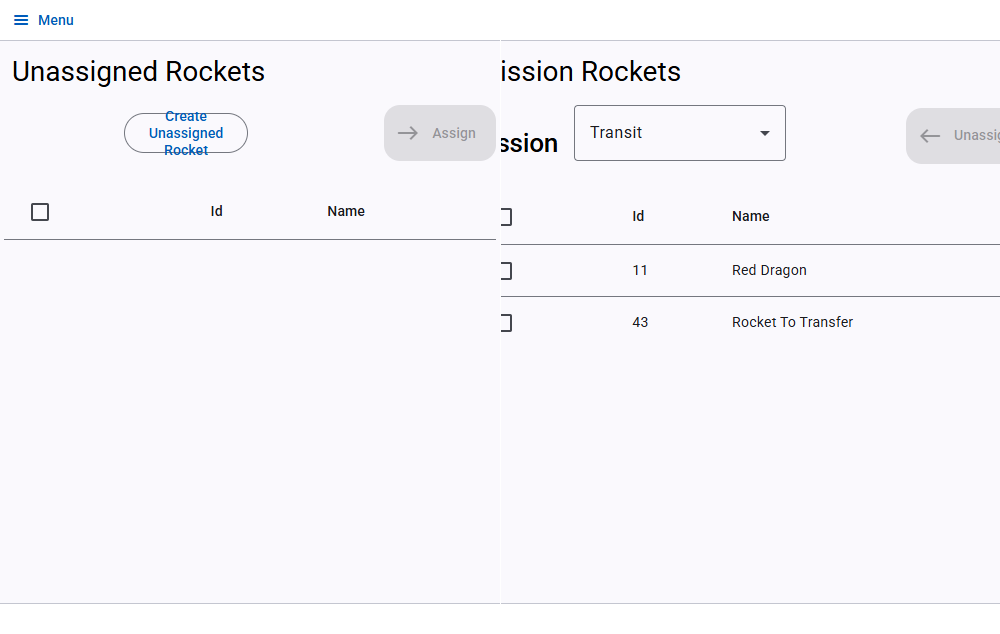 Menu
Unassigned Rockets
Create
Unassigned
Rocket
Assign
Id Name
ission Rockets
ssion
Transit
Unassig
Id Name
11 Red Dragon
43 Rocket To Transfer